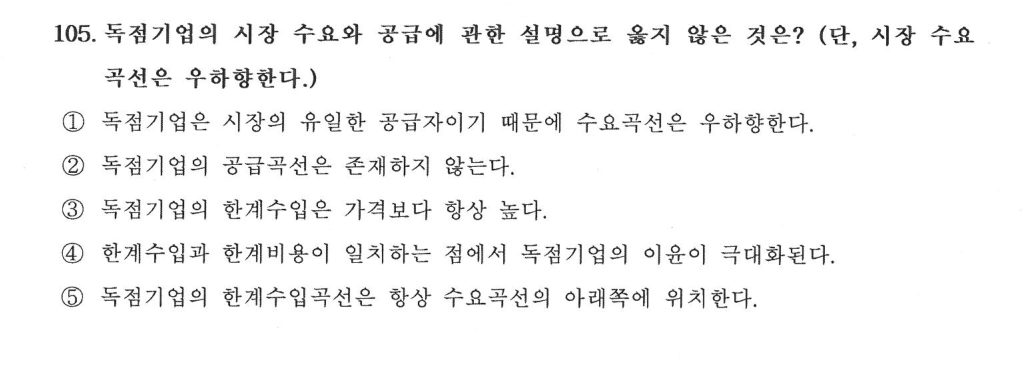 105. 독점기업의 시장 수요와 공급에 관한 설명으로 옳지 않은 것은? (단, 시장 수요
곡선은 우하향한다.)
① 독점기업은 시장의 유일한 공급자이기 때문에 수요곡선은 우하향한다.
② 독점기업의 공급곡선은 존재하지 않는다.
③ 독점기업의 한계수입은 가격보다 항상 높다.
④ 한계수입과 한계비용이 일치하는 점에서 독점기업의 이윤이 극대화된다.
⑤ 독점기업의 한계수입곡선은 항상 수요곡선의 아래쪽에 위치한다.